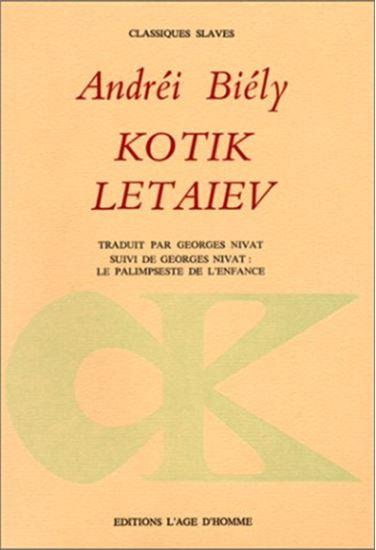 CLASSIQUES SLAVES
Andréi Biély
KOTIK
LETAIEV
TRADUIT PAR GEORGES NIVAT
SUIVI DE GEORGES NIVAT :
LE PALIMPSESTE DE L'ENFANCE
CK
EDITIONS L'AGE D'HOMME